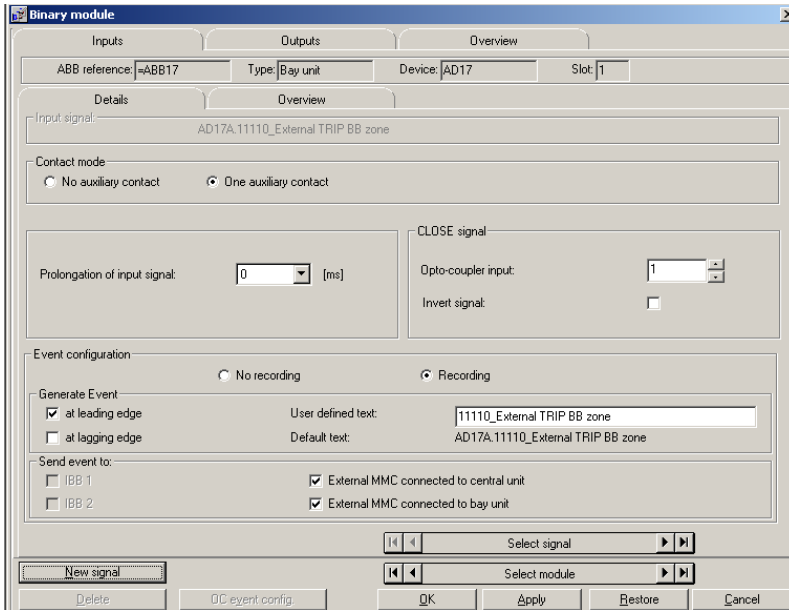 Binary module
Inputs Outputs Overview
ABB reference: =ABB17 Type: Bay unit Device: AD17 Slot: 1
Details Overview
Input signal:
AD17A.11110_External TRIP BB zone
Contact mode
No auxiliary contact One auxiliary contact
CLOSE signal
Prolongation of input signal: 0 [ms] Opto-coupler input: 1
Invert signal:
Event configuration
No recording Recording
Generate Event
at leading edge User defined text: 11110_External TRIP BB zone
at lagging edge Default text: AD17A.11110_External TRIP BB zone
Send event to:
IBB 1 External MMC connected to central unit
IBB 2 External MMC connected to bay unit
Select signal
New signal Select module
Delete OC event config. OK Apply Restore Cancel